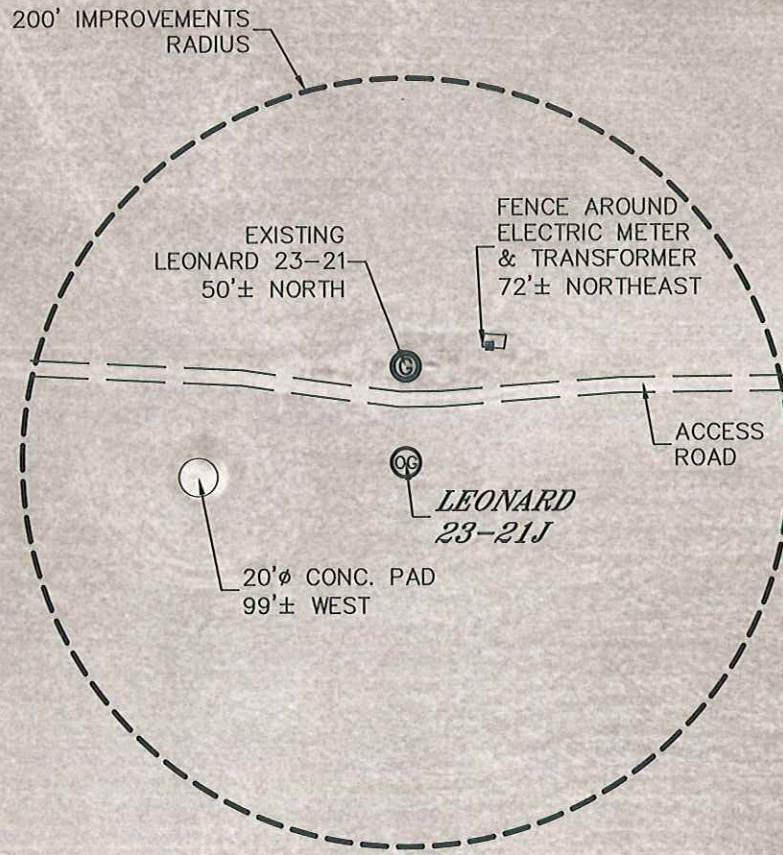 200' IMPROVEMENTS
RADIUS
EXISTING
LEONARD 23-21
50'± NORTH
FENCE AROUND
ELECTRIC METER
& TRANSFORMER
72'± NORTHEAST
G
ACCESS
ROAD
OG
LEONARD
23-21J
20'ø CONC. PAD
99'± WEST